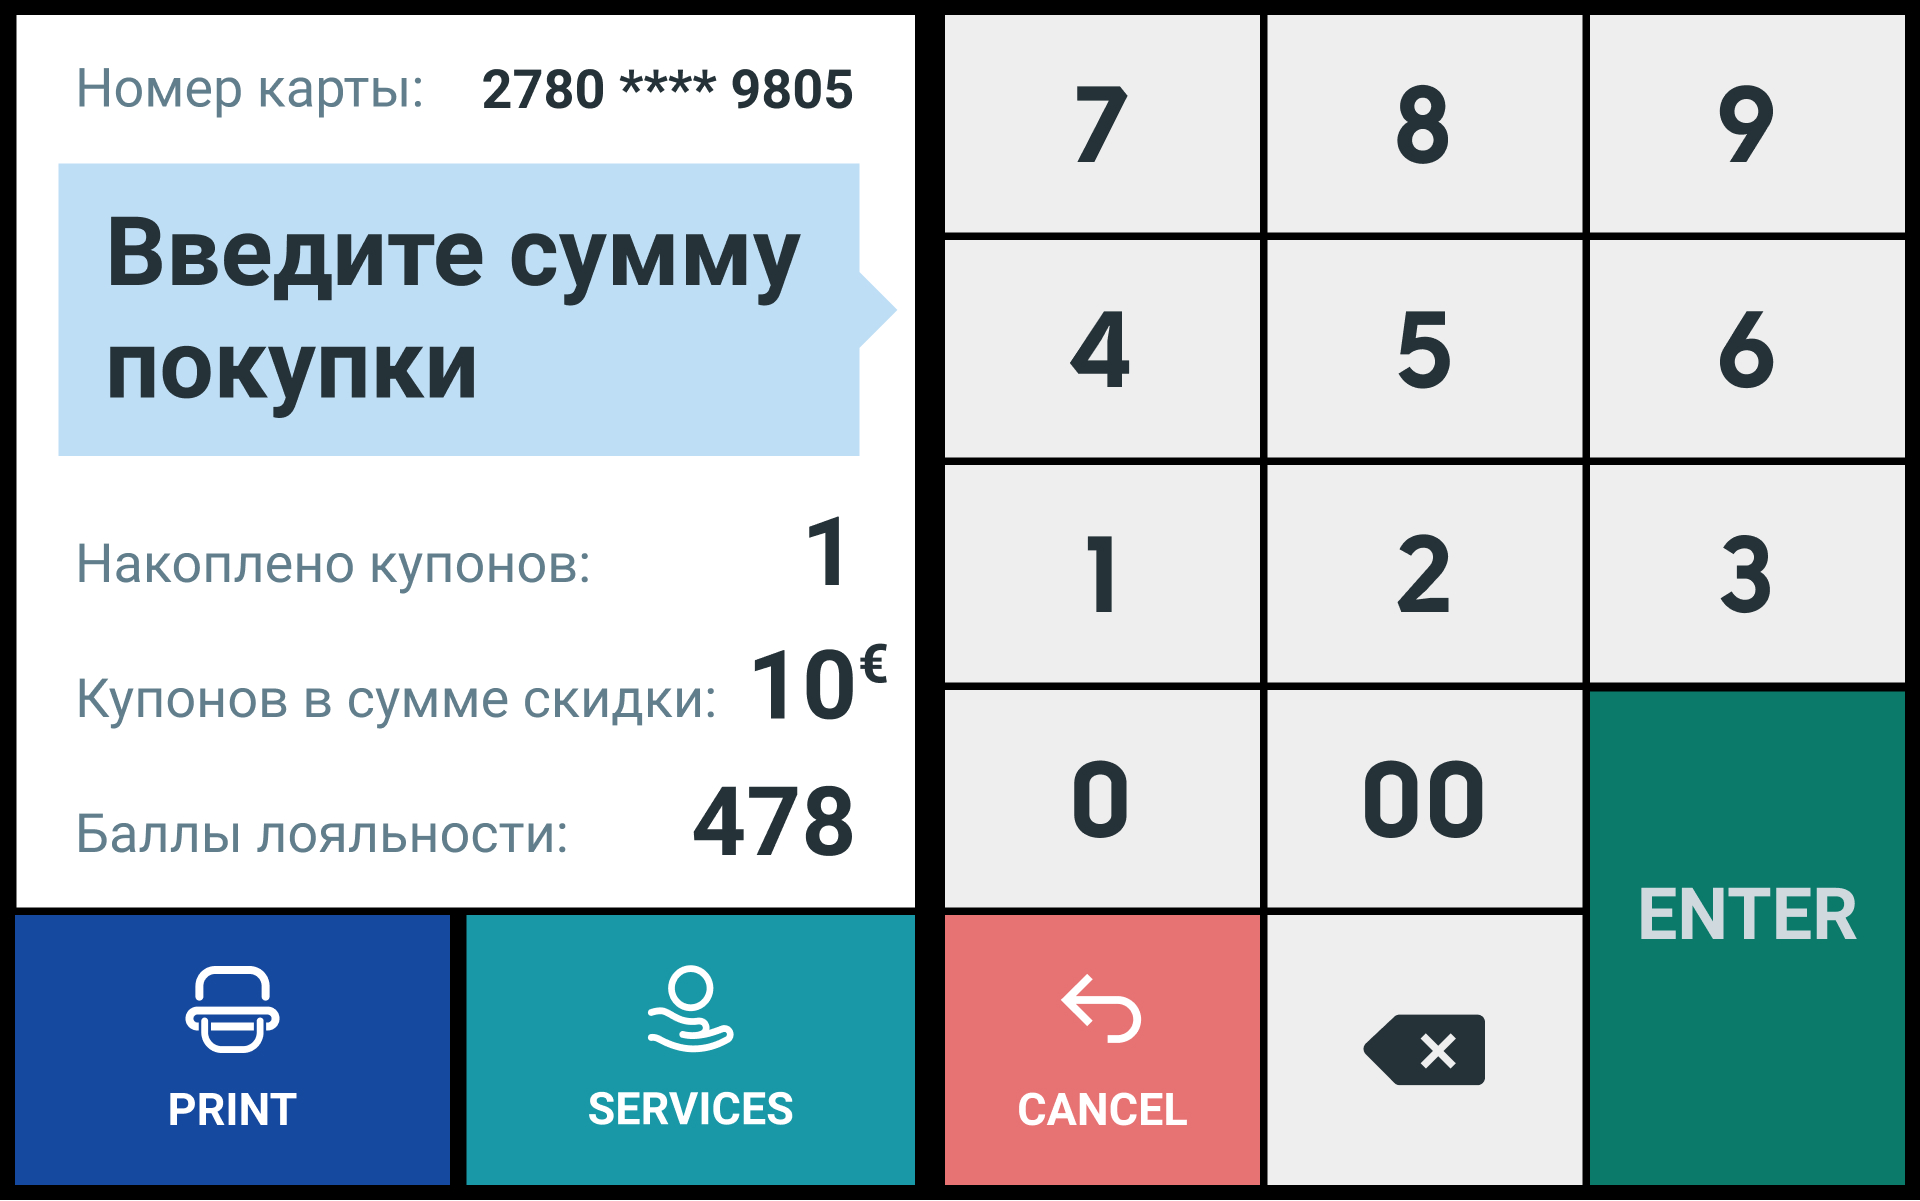 Номер карты: 2780 **** 9805
Введите сумму
покупки
Накоплено купонов: 1
Купонов в сумме скидки: 10€
Баллы лояльности: 478
PRINT
SERVICES
7 8 9
4 5 6
1 2 3
0 00
ENTER
CANCEL